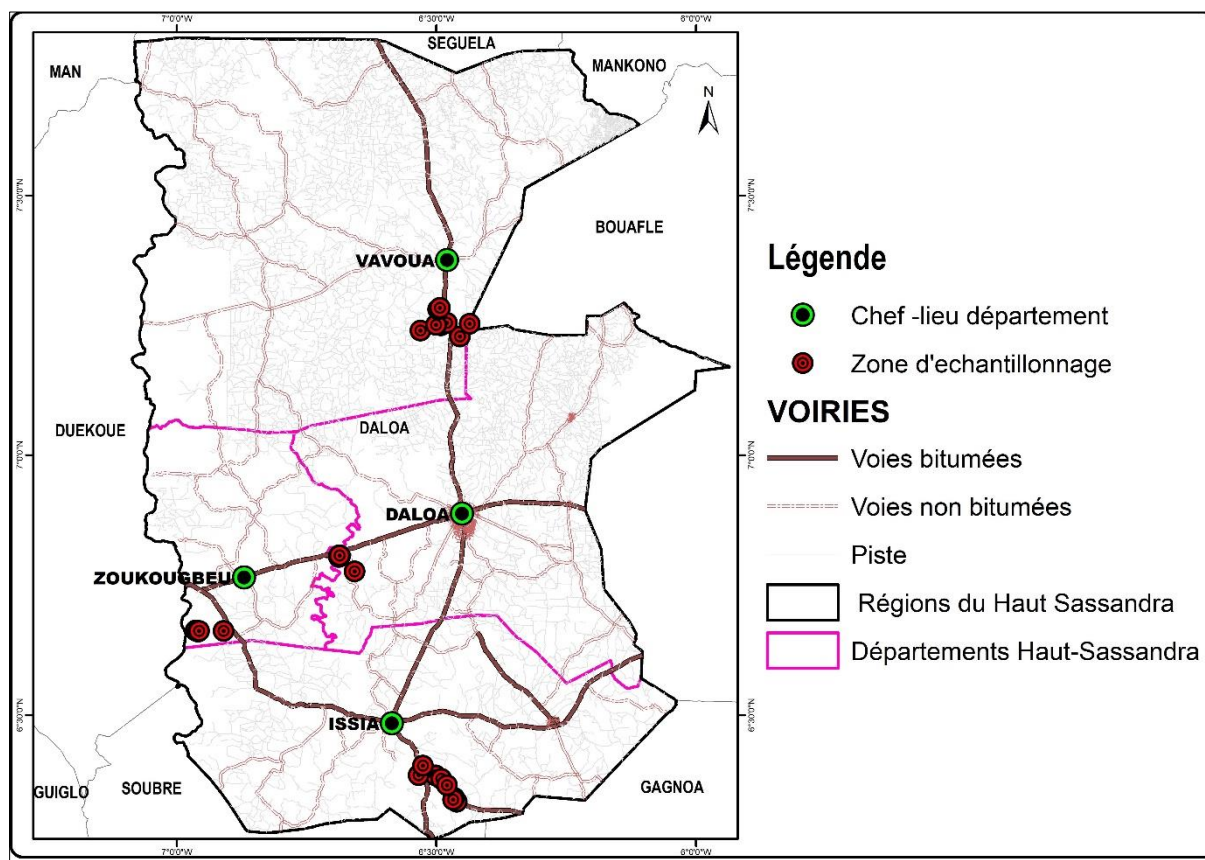 7°0'0"W
6°30'0"W
6°0'0"W
SEGUELA
MAN
MANKONO
N
7°30'0"N
7°30'0"N
BOUAFLE
VAVOUA
DUEKOUE
DALOA
7°0'0"N
7°0'0"N
DALOA
ZOUKOUGBEU
ISSIA
6°30'0"N
6°30'0"N
GUIGLO
SOUBRE
GAGNOA
7°0'0"W
6°30'0"W
6°0'0"W
Légende
Chef -lieu département
Zone d'echantillonnage
VOIRIES
Voies bitumées
Voies non bitumées
Piste
Régions du Haut Sassandra
Départements Haut-Sassandra